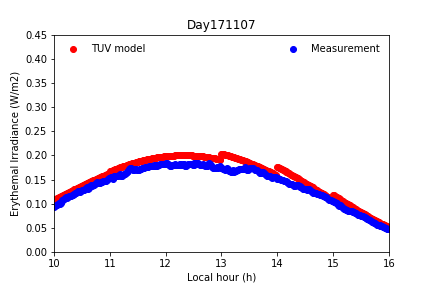 Day171107
0.45
0.40
0.35
0.30
0.25
0.20
0.15
0.10
0.05
0.00
Erythemal Irradiance (W/m2)
TUV model
Measurement
10 11 12 13 14 15 16
Local hour (h)